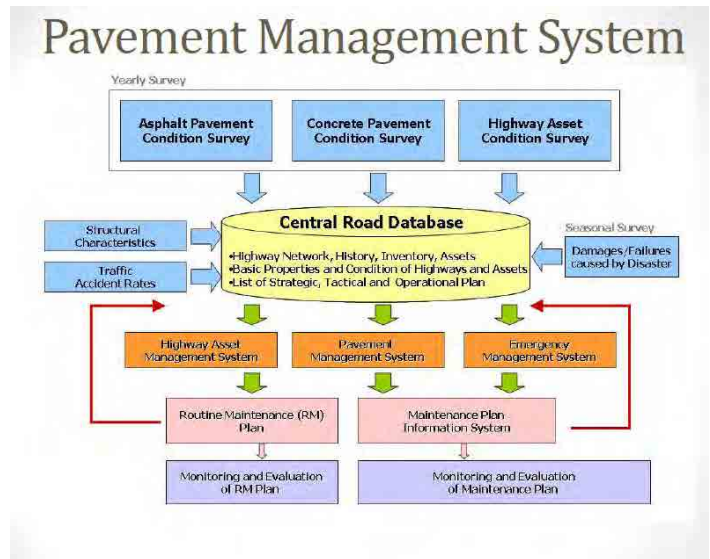 Pavement Management System
Yearly Survey
Asphalt Pavement
Condition Survey
Concrete Pavement
Condition Survey
Highway Asset
Condition Survey
Central Road Database
•Highway Network, History, Inventory, Assets
•Basic Properties and Condition of Highways and Assets
•List of Strategic, Tactical and Operational Plan
Structural
Characteristics
Traffic
Accident Rates
Seasonal Survey
Damages/Failures
caused by Disaster
Highway Asset
Management System
Pavement
Management System
Emergency
Management System
Routine Maintenance (RM)
Plan
Maintenance Plan
Information System
Monitoring and Evaluation
of RM Plan
Monitoring and Evaluation
of Maintenance Plan